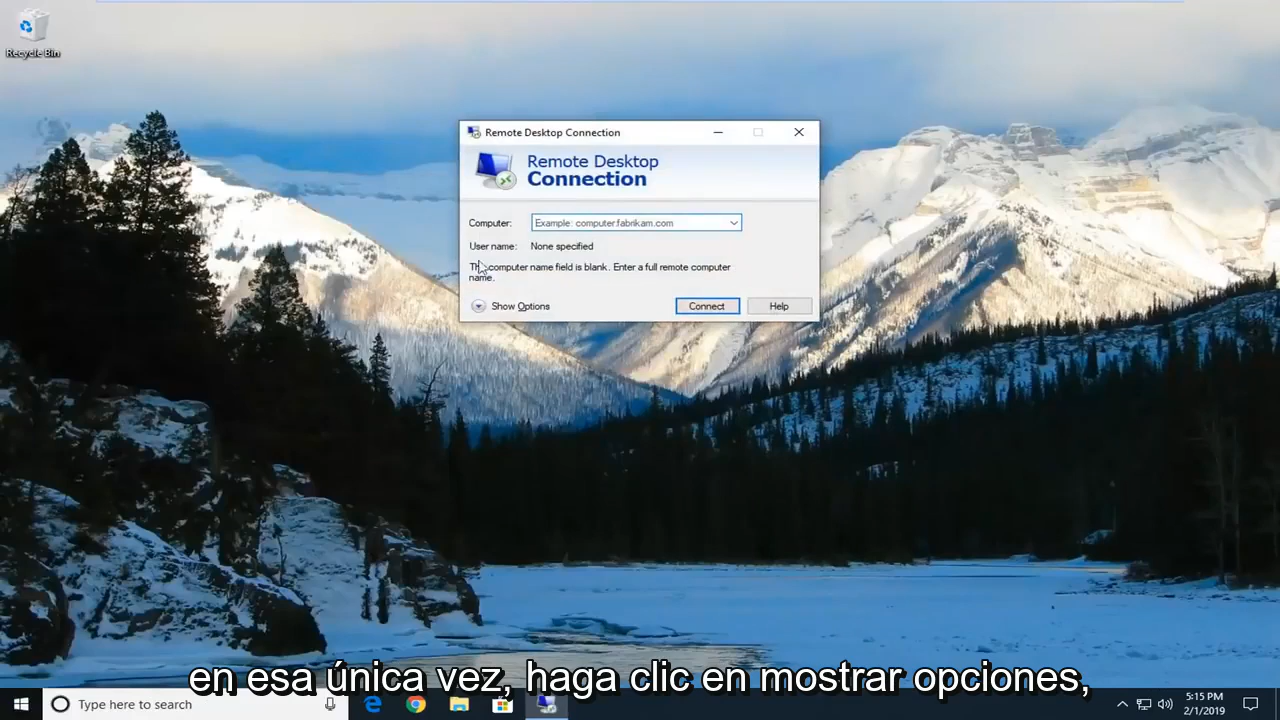 Recycle Bin
Remote Desktop Connection
Remote Desktop
Connection
Computer: Example: computer.fabrikam.com
User name: None specified
The computer name field is blank. Enter a full remote computer
name.
Show Options Connect Help
en esa única vez, haga clic en mostrar opciones,
Type here to search
5:15 PM
2/1/2019